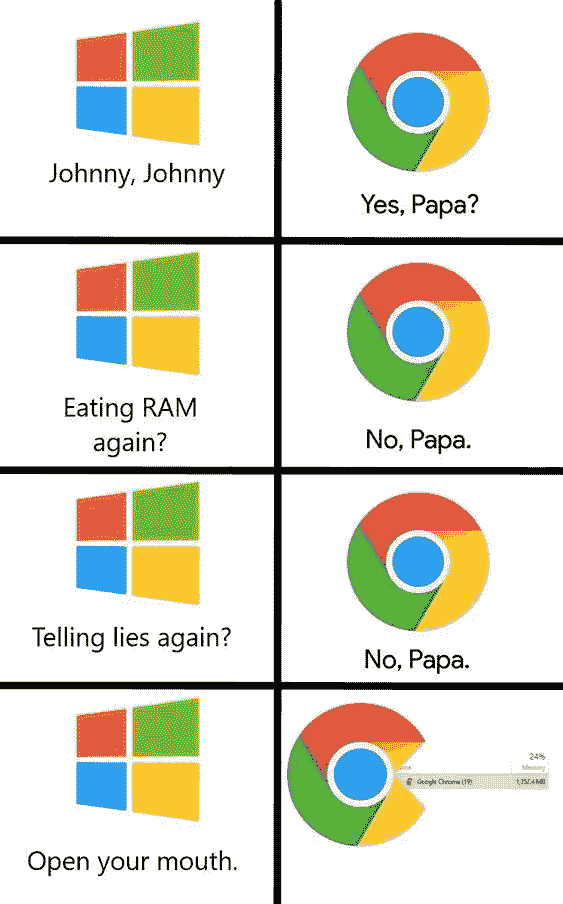 Johnny, Johnny
Yes, Papa?
Eating RAM
again?
No, Papa.
Telling lies again?
No, Papa.
Open your mouth.
24%
Memory
Google Chrome (19)